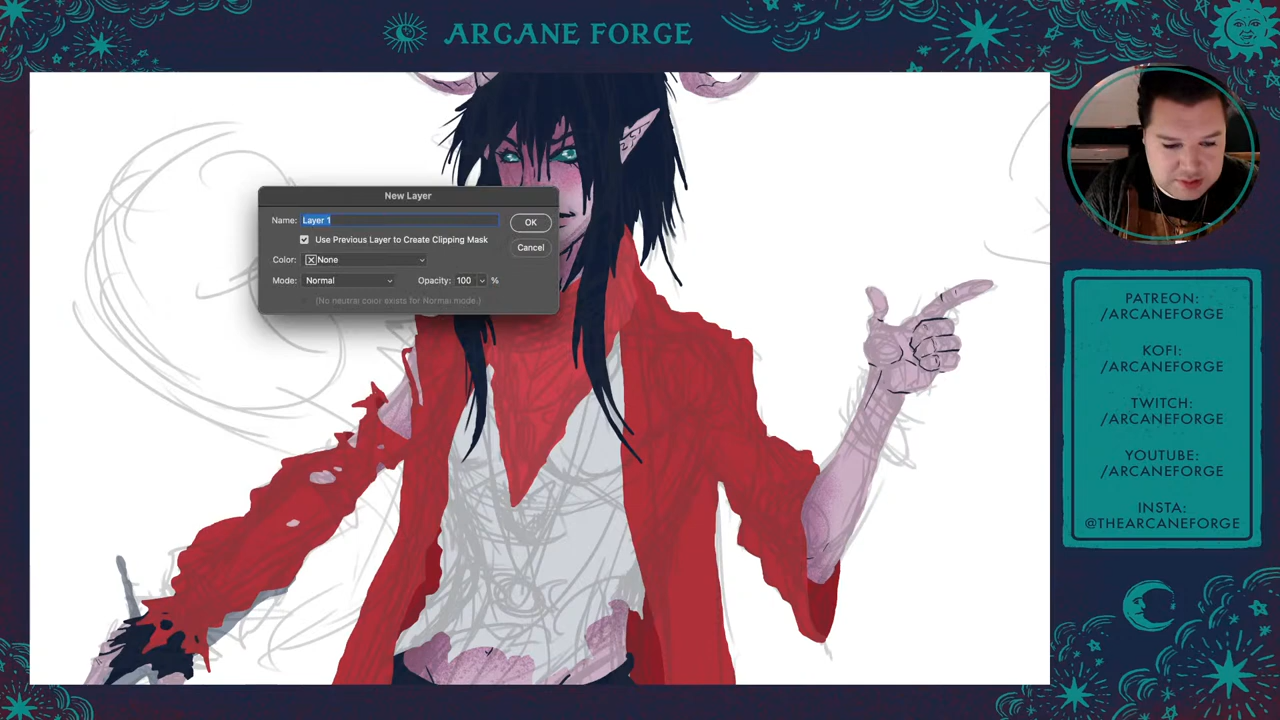 ARCANE FORGE
New Layer
Name: Layer 1
OK
Use Previous Layer to Create Clipping Mask
Cancel
Color: None
Mode: Normal Opacity: 100 %
(No neutral color exists for Normal mode.)
PATREON:
/ARCANEFORGE
KOFI:
/ARCANEFORGE
TWITCH:
/ARCANEFORGE
YOUTUBE:
/ARCANEFORGE
INSTA:
@THEARCANEFORGE